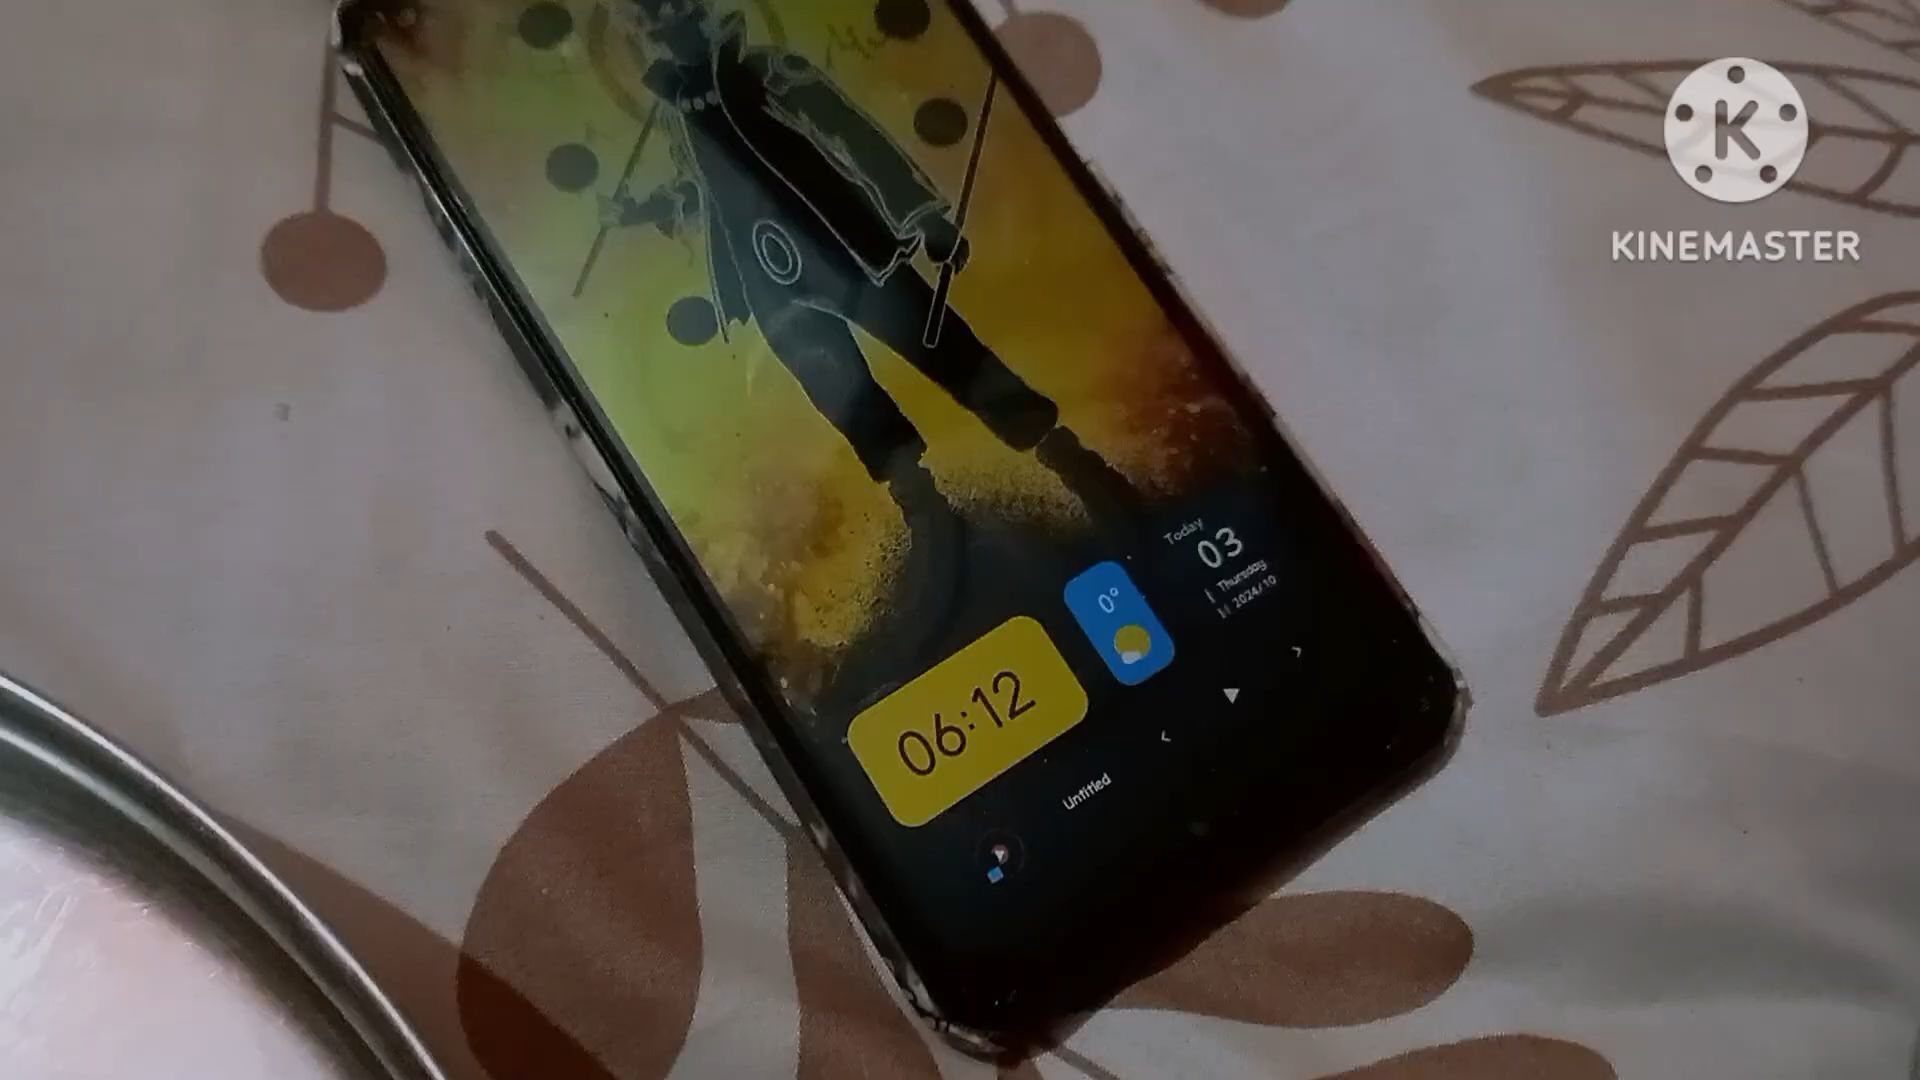 K
KINEMASTER
Today
03
Thursday
2024/10
0°
06:12
Untitled